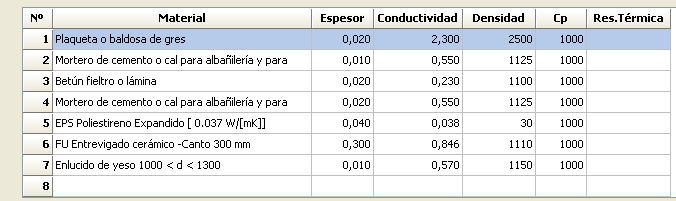 Nº Material Espesor Conductividad Densidad Cp Res.Térmica
1 Plaqueta o baldosa de gres 0,020 2,300 2500 1000
2 Mortero de cemento o cal para albañilería y para 0,010 0,550 1125 1000
3 Betún fieltro o lámina 0,020 0,230 1100 1000
4 Mortero de cemento o cal para albañilería y para 0,020 0,550 1125 1000
5 EPS Poliestireno Expandido [ 0.037 W/[mK]] 0,040 0,038 30 1000
6 FU Entrevigado cerámico -Canto 300 mm 0,300 0,846 1110 1000
7 Enlucido de yeso 1000 < d < 1300 0,010 0,570 1150 1000
8